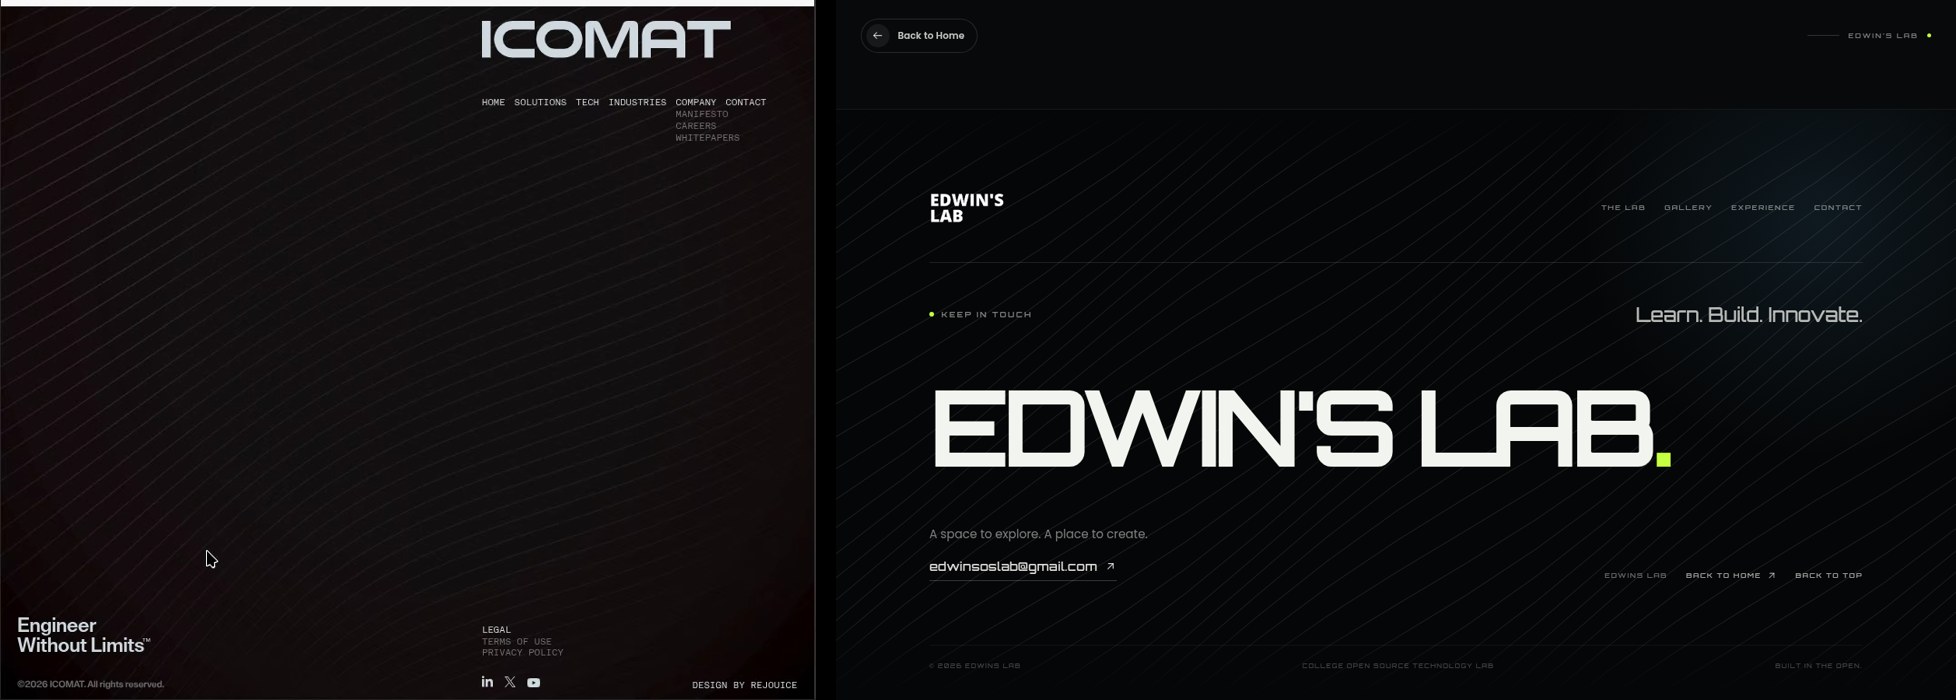 ICOMAT
HOME SOLUTIONS TECH INDUSTRIES COMPANY CONTACT
MANIFESTO
CAREERS
WHITEPAPERS
Engineer
Without Limits™
LEGAL
TERMS OF USE
PRIVACY POLICY
©2026 ICOMAT. All rights reserved.
in X
DESIGN BY REJOUICE
Back to Home
EDWIN'S LAB
EDWIN'S
LAB
THE LAB GALLERY EXPERIENCE CONTACT
KEEP IN TOUCH
Learn. Build. Innovate.
EDWIN'S LAB.
A space to explore. A place to create.
edwinsoslab@gmail.com
EDWINS LAB BACK TO HOME BACK TO TOP
© 2026 EDWINS LAB
COLLEGE OPEN SOURCE TECHNOLOGY LAB
BUILT IN THE OPEN.